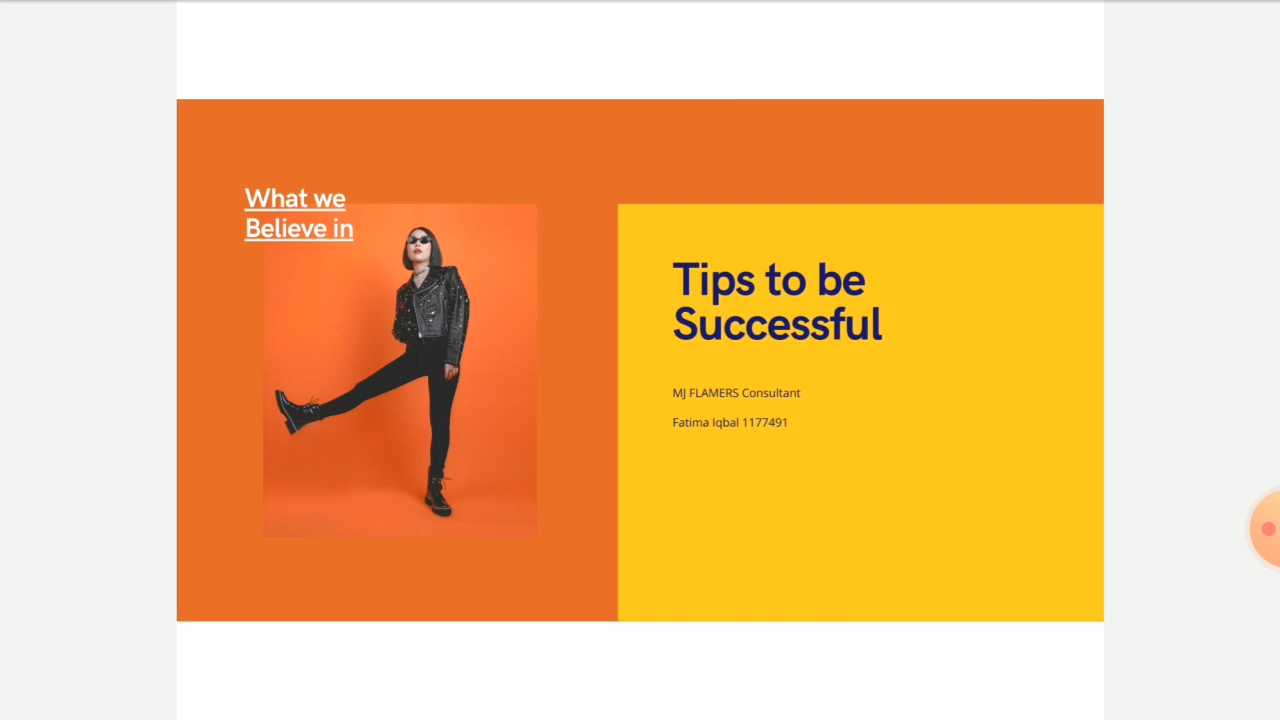 What we
Believe in
Tips to be
Successful
MJ FLAMERS Consultant
Fatima Iqbal 1177491